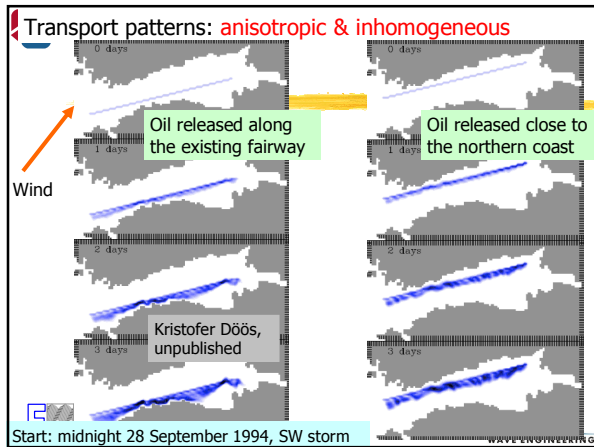 Transport patterns: anisotropic & inhomogeneous
0 days
Oil released along
the existing fairway
Wind
1 days
2 days
Kristofer Döös,
unpublished
3 days
0 days
Oil released close to
the northern coast
1 days
2 days
3 days
Start: midnight 28 September 1994, SW storm
WAVE ENGINEERING